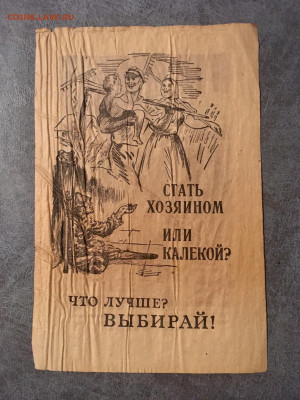 СТАТЬ
ХОЗЯИНОМ
ИЛИ
КАЛЕКОЙ?
ЧТО ЛУЧШЕ?
ВЫБИРАЙ!